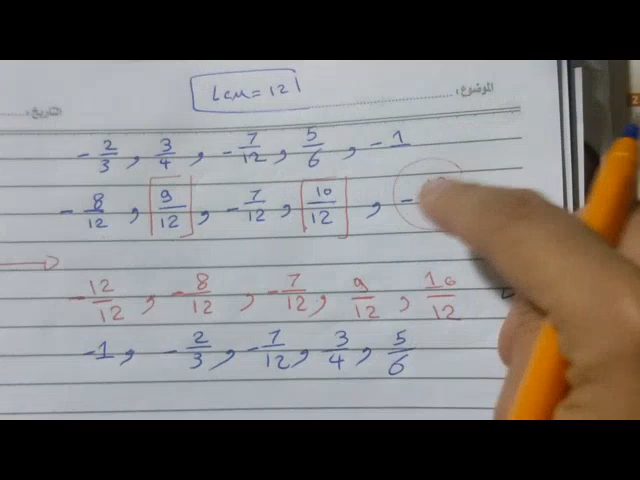 الموضوع:
التاريخ:
Lcm = 12
-2/3, 3/4, -7/12, 5/6, -1
-8/12, 9/12, -7/12, 10/12, -
-12/12, -8/12, -7/12, 9/12, 10/12
-1, -2/3, -7/12, 3/4, 5/6